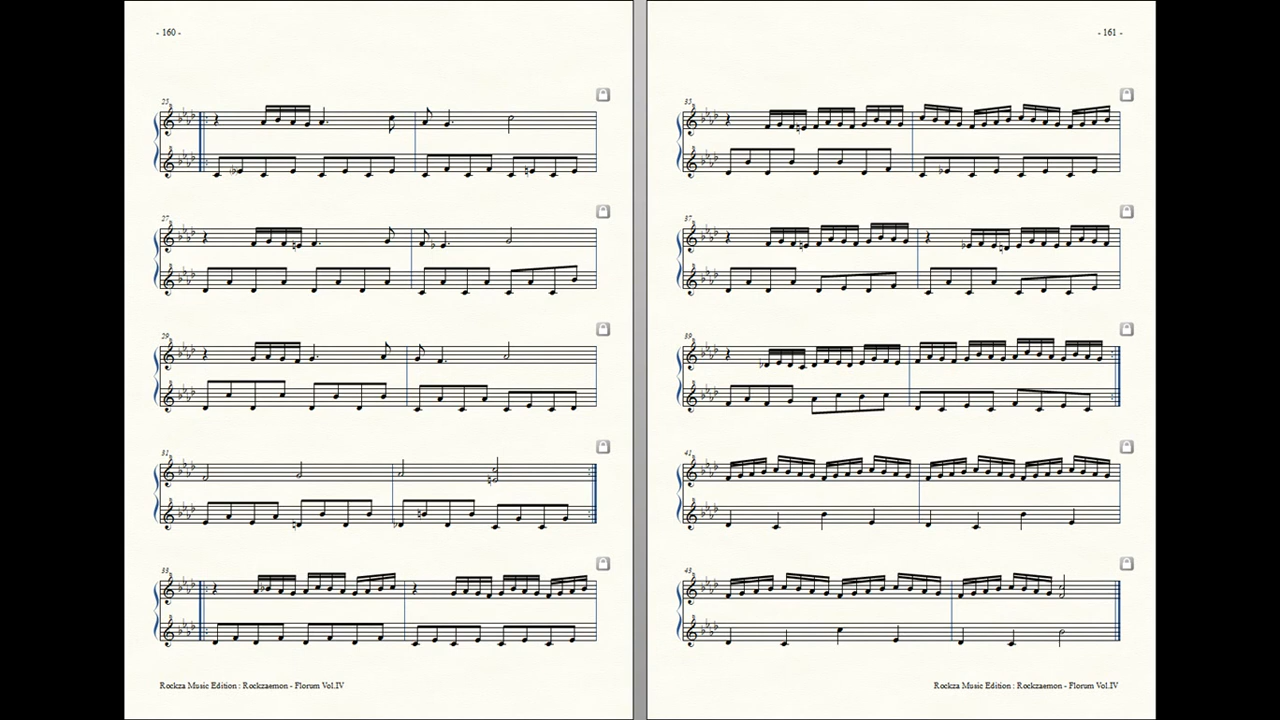 - 160 -
25
27
29
31
33
Rockza Music Edition : Rockzaemon - Florum Vol.IV
- 161 -
35
37
39
41
43
Rockza Music Edition : Rockzaemon - Florum Vol.IV